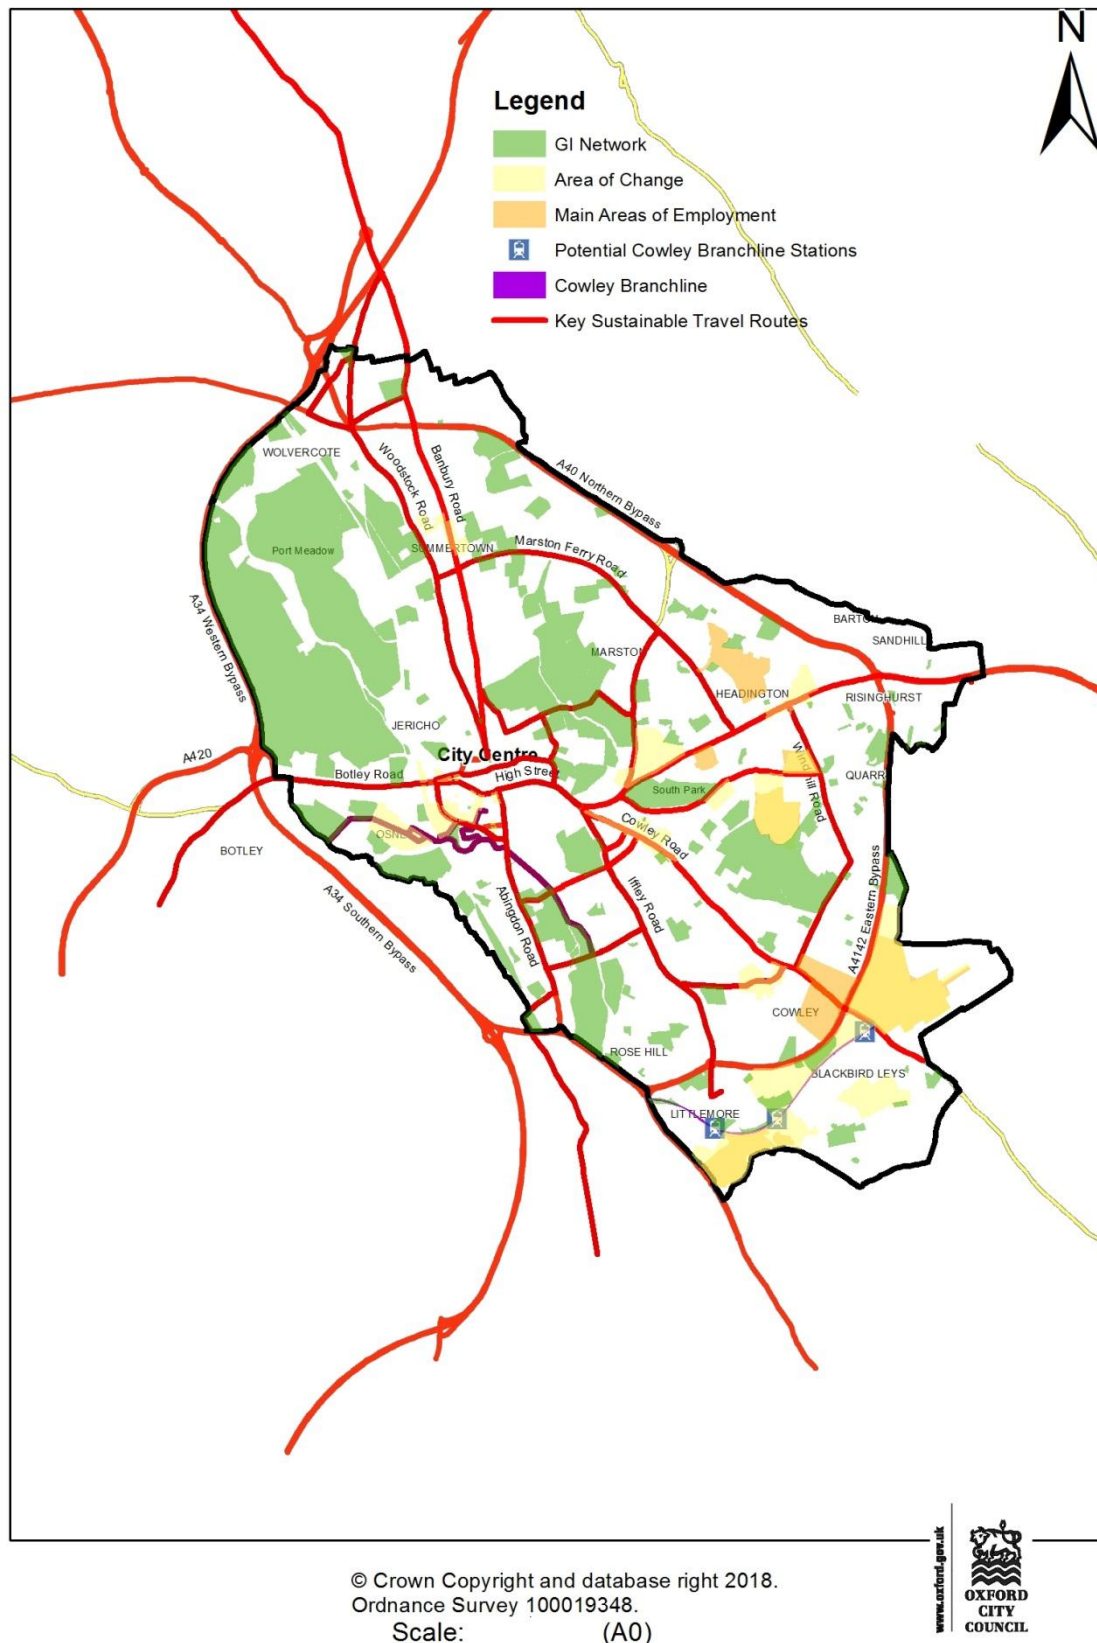 N
Legend
GI Network
Area of Change
Main Areas of Employment
Potential Cowley Branchline Stations
Cowley Branchline
Key Sustainable Travel Routes
WOLVERCOTE
Woodstock Road
Banbury Road
A40 Northern Bypass
SUMMERTOWN
Marston Ferry Road
Port Meadow
A34 Western Bypass
BARTON
SANDHILL
MARSTON
HEADINGTON
RISINGHURST
JERICHO
City Centre
A420
Botley Road
High Street
Windmill Road
QUARR
South Park
Cowley Road
OSNE
BOTLEY
A34 Southern Bypass
Abingdon Road
Iffley Road
A4142 Eastern Bypass
COWLEY
ROSE HILL
BLACKBIRD LEYS
LITTLEMORE
www.oxford.gov.uk
OXFORD
CITY
COUNCIL
© Crown Copyright and database right 2018.
Ordnance Survey 100019348.
Scale: (A0)